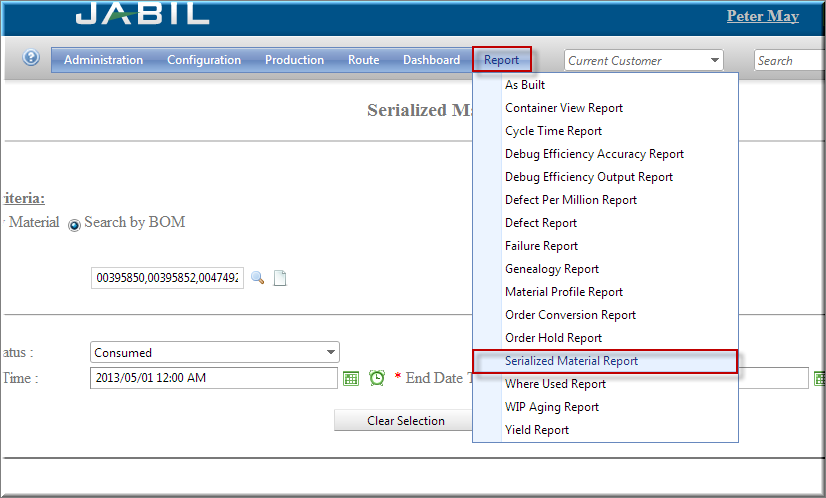 JABIL
Peter May
Administration Configuration Production Route Dashboard Report Current Customer Search
As Built
Container View Report
Cycle Time Report
Debug Efficiency Accuracy Report
Debug Efficiency Output Report
Defect Per Million Report
Defect Report
Failure Report
Genealogy Report
Material Profile Report
Order Conversion Report
Order Hold Report
Serialized Material Report
Where Used Report
WIP Aging Report
Yield Report
Serialized Ma
iteria:
Material Search by BOM
00395850,00395852,0047492
atus : Consumed
Time : 2013/05/01 12:00 AM * End Date T
Clear Selection